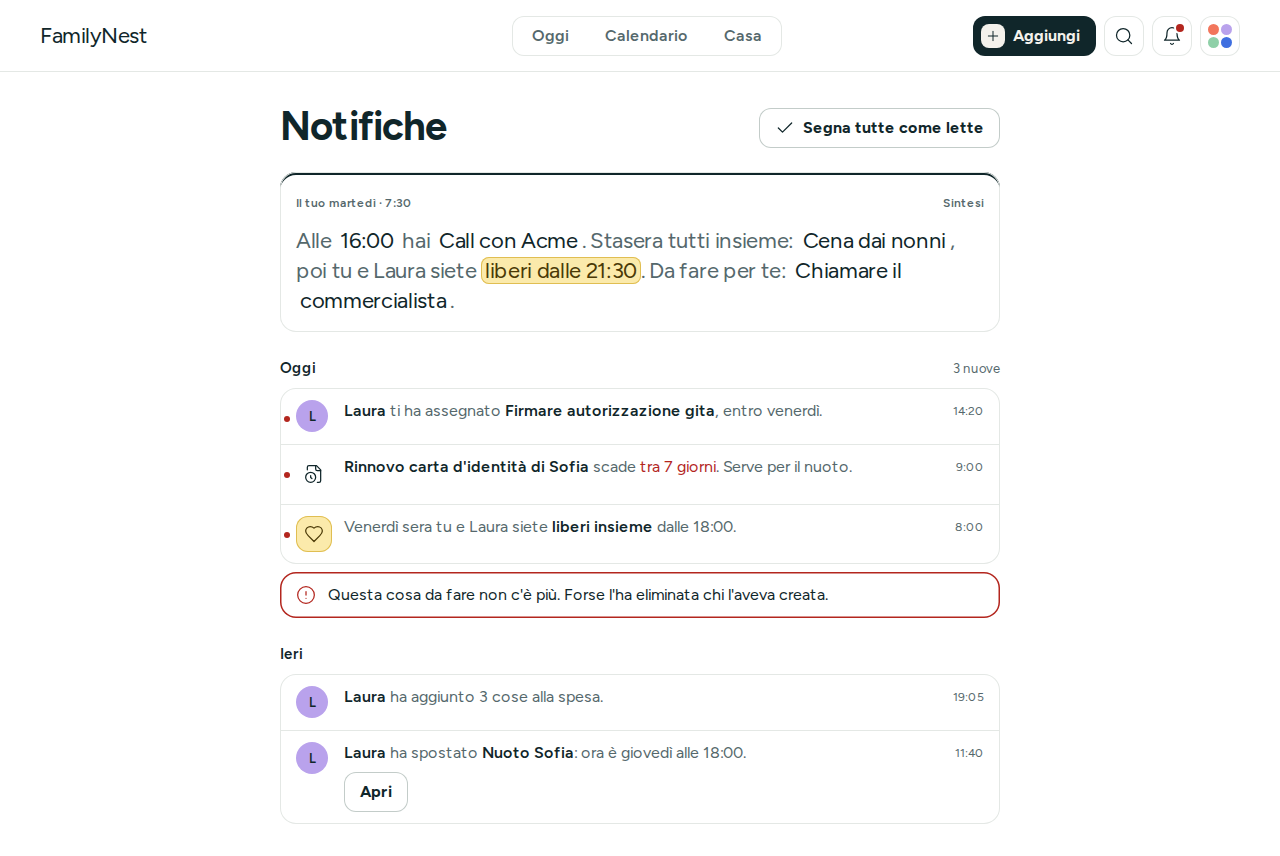 FamilyNest
Oggi
Calendario
Casa
Aggiungi
Notifiche
Segna tutte come lette
Il tuo martedì · 7:30
Sintesi
Alle 16:00 hai Call con Acme . Stasera tutti insieme: Cena dai nonni ,
poi tu e Laura siete liberi dalle 21:30. Da fare per te: Chiamare il
commercialista .
Oggi
3 nuove
L
Laura ti ha assegnato Firmare autorizzazione gita, entro venerdì.
14:20
Rinnovo carta d'identità di Sofia scade tra 7 giorni. Serve per il nuoto.
9:00
Venerdì sera tu e Laura siete liberi insieme dalle 18:00.
8:00
Questa cosa da fare non c'è più. Forse l'ha eliminata chi l'aveva creata.
Ieri
L
Laura ha aggiunto 3 cose alla spesa.
19:05
L
Laura ha spostato Nuoto Sofia: ora è giovedì alle 18:00.
11:40
Apri